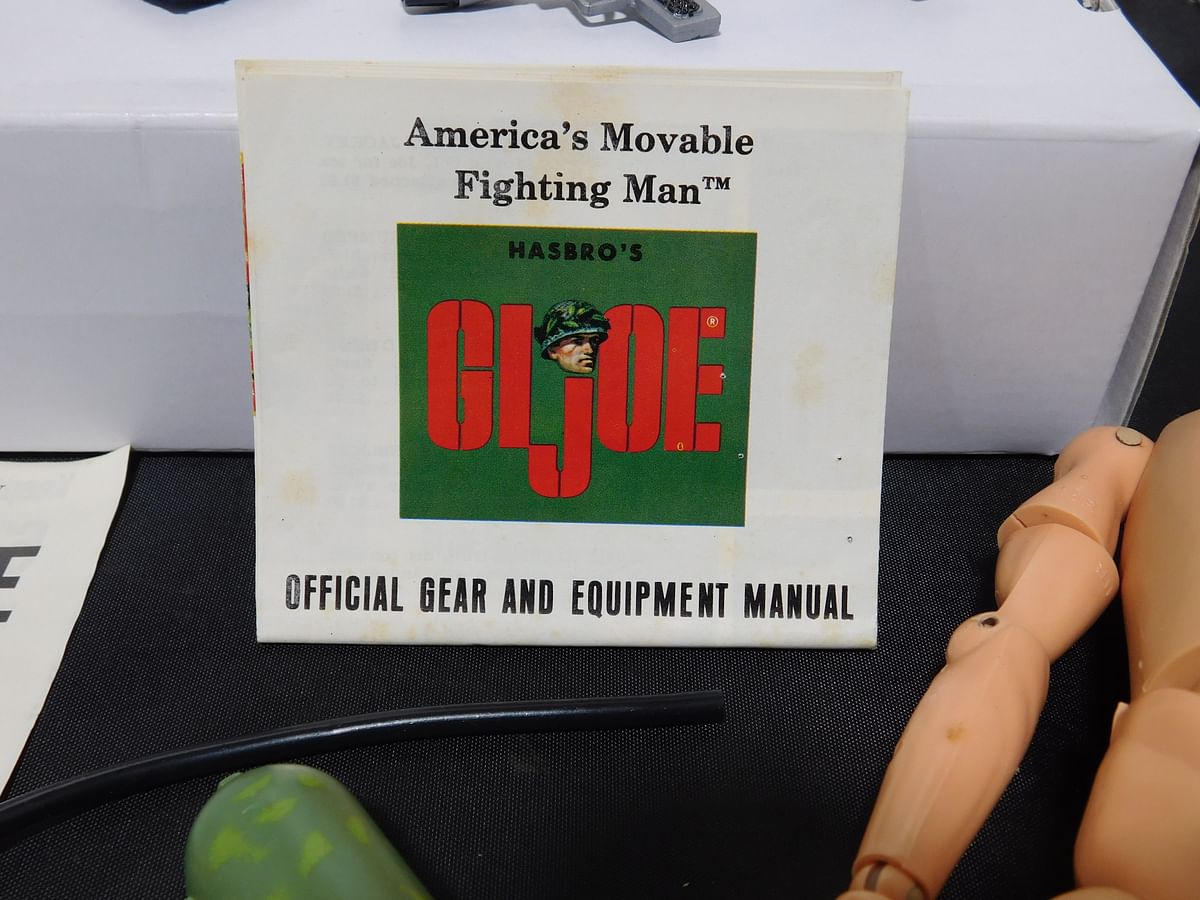 America's Movable
Fighting Man™
HASBRO'S
GI JOE®
OFFICIAL GEAR AND EQUIPMENT MANUAL
E